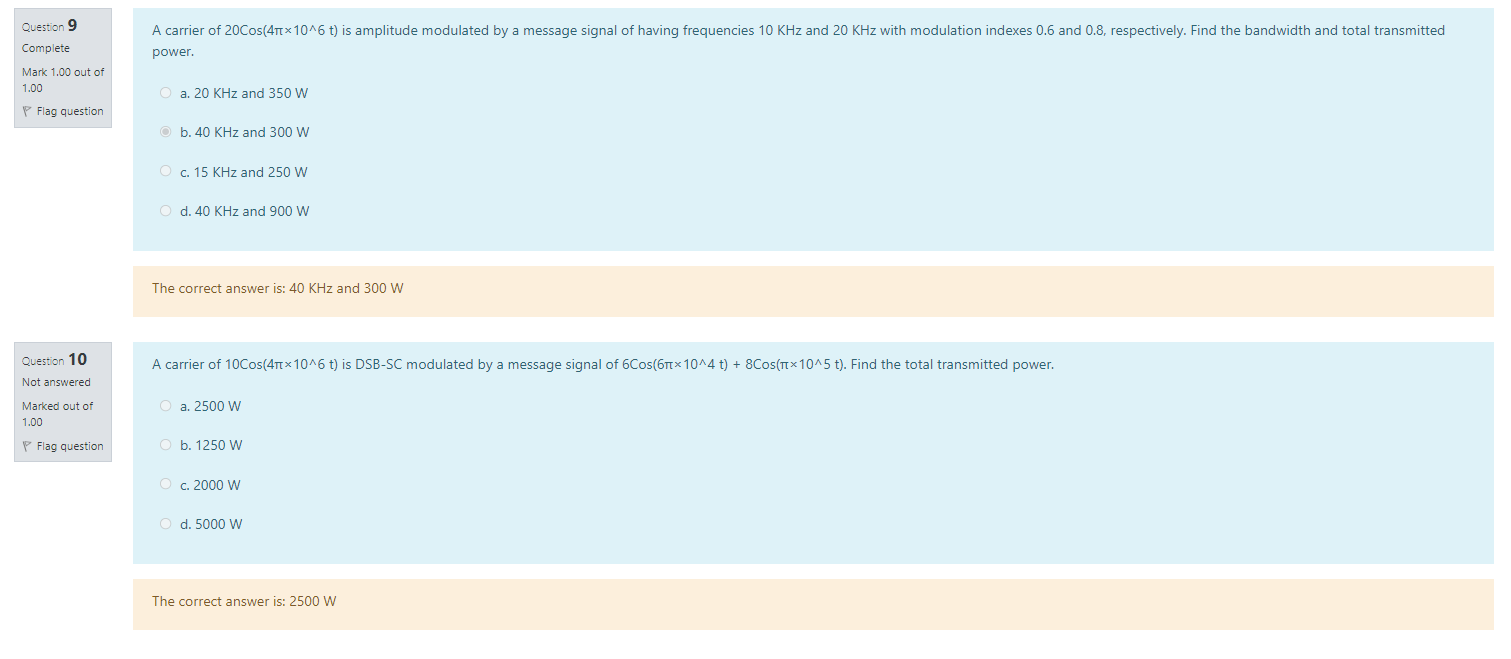 Question 9
Complete
Mark 1.00 out of
1.00
Flag question
A carrier of 20Cos(4π×10^6 t) is amplitude modulated by a message signal of having frequencies 10 KHz and 20 KHz with modulation indexes 0.6 and 0.8, respectively. Find the bandwidth and total transmitted
power.
a. 20 KHz and 350 W
b. 40 KHz and 300 W
c. 15 KHz and 250 W
d. 40 KHz and 900 W
The correct answer is: 40 KHz and 300 W
Question 10
Not answered
Marked out of
1.00
Flag question
A carrier of 10Cos(4π×10^6 t) is DSB-SC modulated by a message signal of 6Cos(6π×10^4 t) + 8Cos(π×10^5 t). Find the total transmitted power.
a. 2500 W
b. 1250 W
c. 2000 W
d. 5000 W
The correct answer is: 2500 W